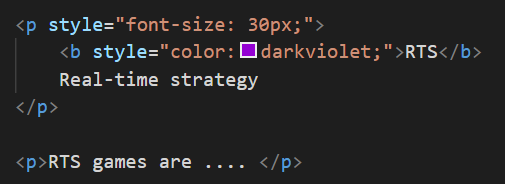 <p style="font-size: 30px;">
<b style="color:darkviolet;">RTS</b>
Real-time strategy
</p>
<p>RTS games are .... </p>